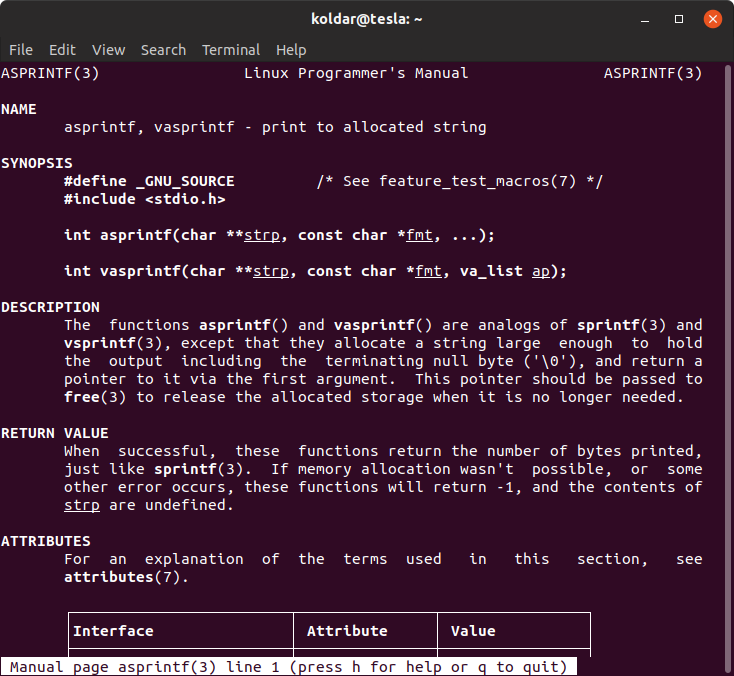 koldar@tesla: ~
File Edit View Search Terminal Help
ASPRINTF(3) Linux Programmer's Manual ASPRINTF(3)
NAME
asprintf, vasprintf - print to allocated string
SYNOPSIS
#define _GNU_SOURCE /* See feature_test_macros(7) */
#include <stdio.h>
int asprintf(char **strp, const char *fmt, ...);
int vasprintf(char **strp, const char *fmt, va_list ap);
DESCRIPTION
The functions asprintf() and vasprintf() are analogs of sprintf(3) and
vsprintf(3), except that they allocate a string large enough to hold
the output including the terminating null byte ('\0'), and return a
pointer to it via the first argument. This pointer should be passed to
free(3) to release the allocated storage when it is no longer needed.
RETURN VALUE
When successful, these functions return the number of bytes printed,
just like sprintf(3). If memory allocation wasn't possible, or some
other error occurs, these functions will return -1, and the contents of
strp are undefined.
ATTRIBUTES
For an explanation of the terms used in this section, see
attributes(7).
Interface Attribute Value
Manual page asprintf(3) line 1 (press h for help or q to quit)